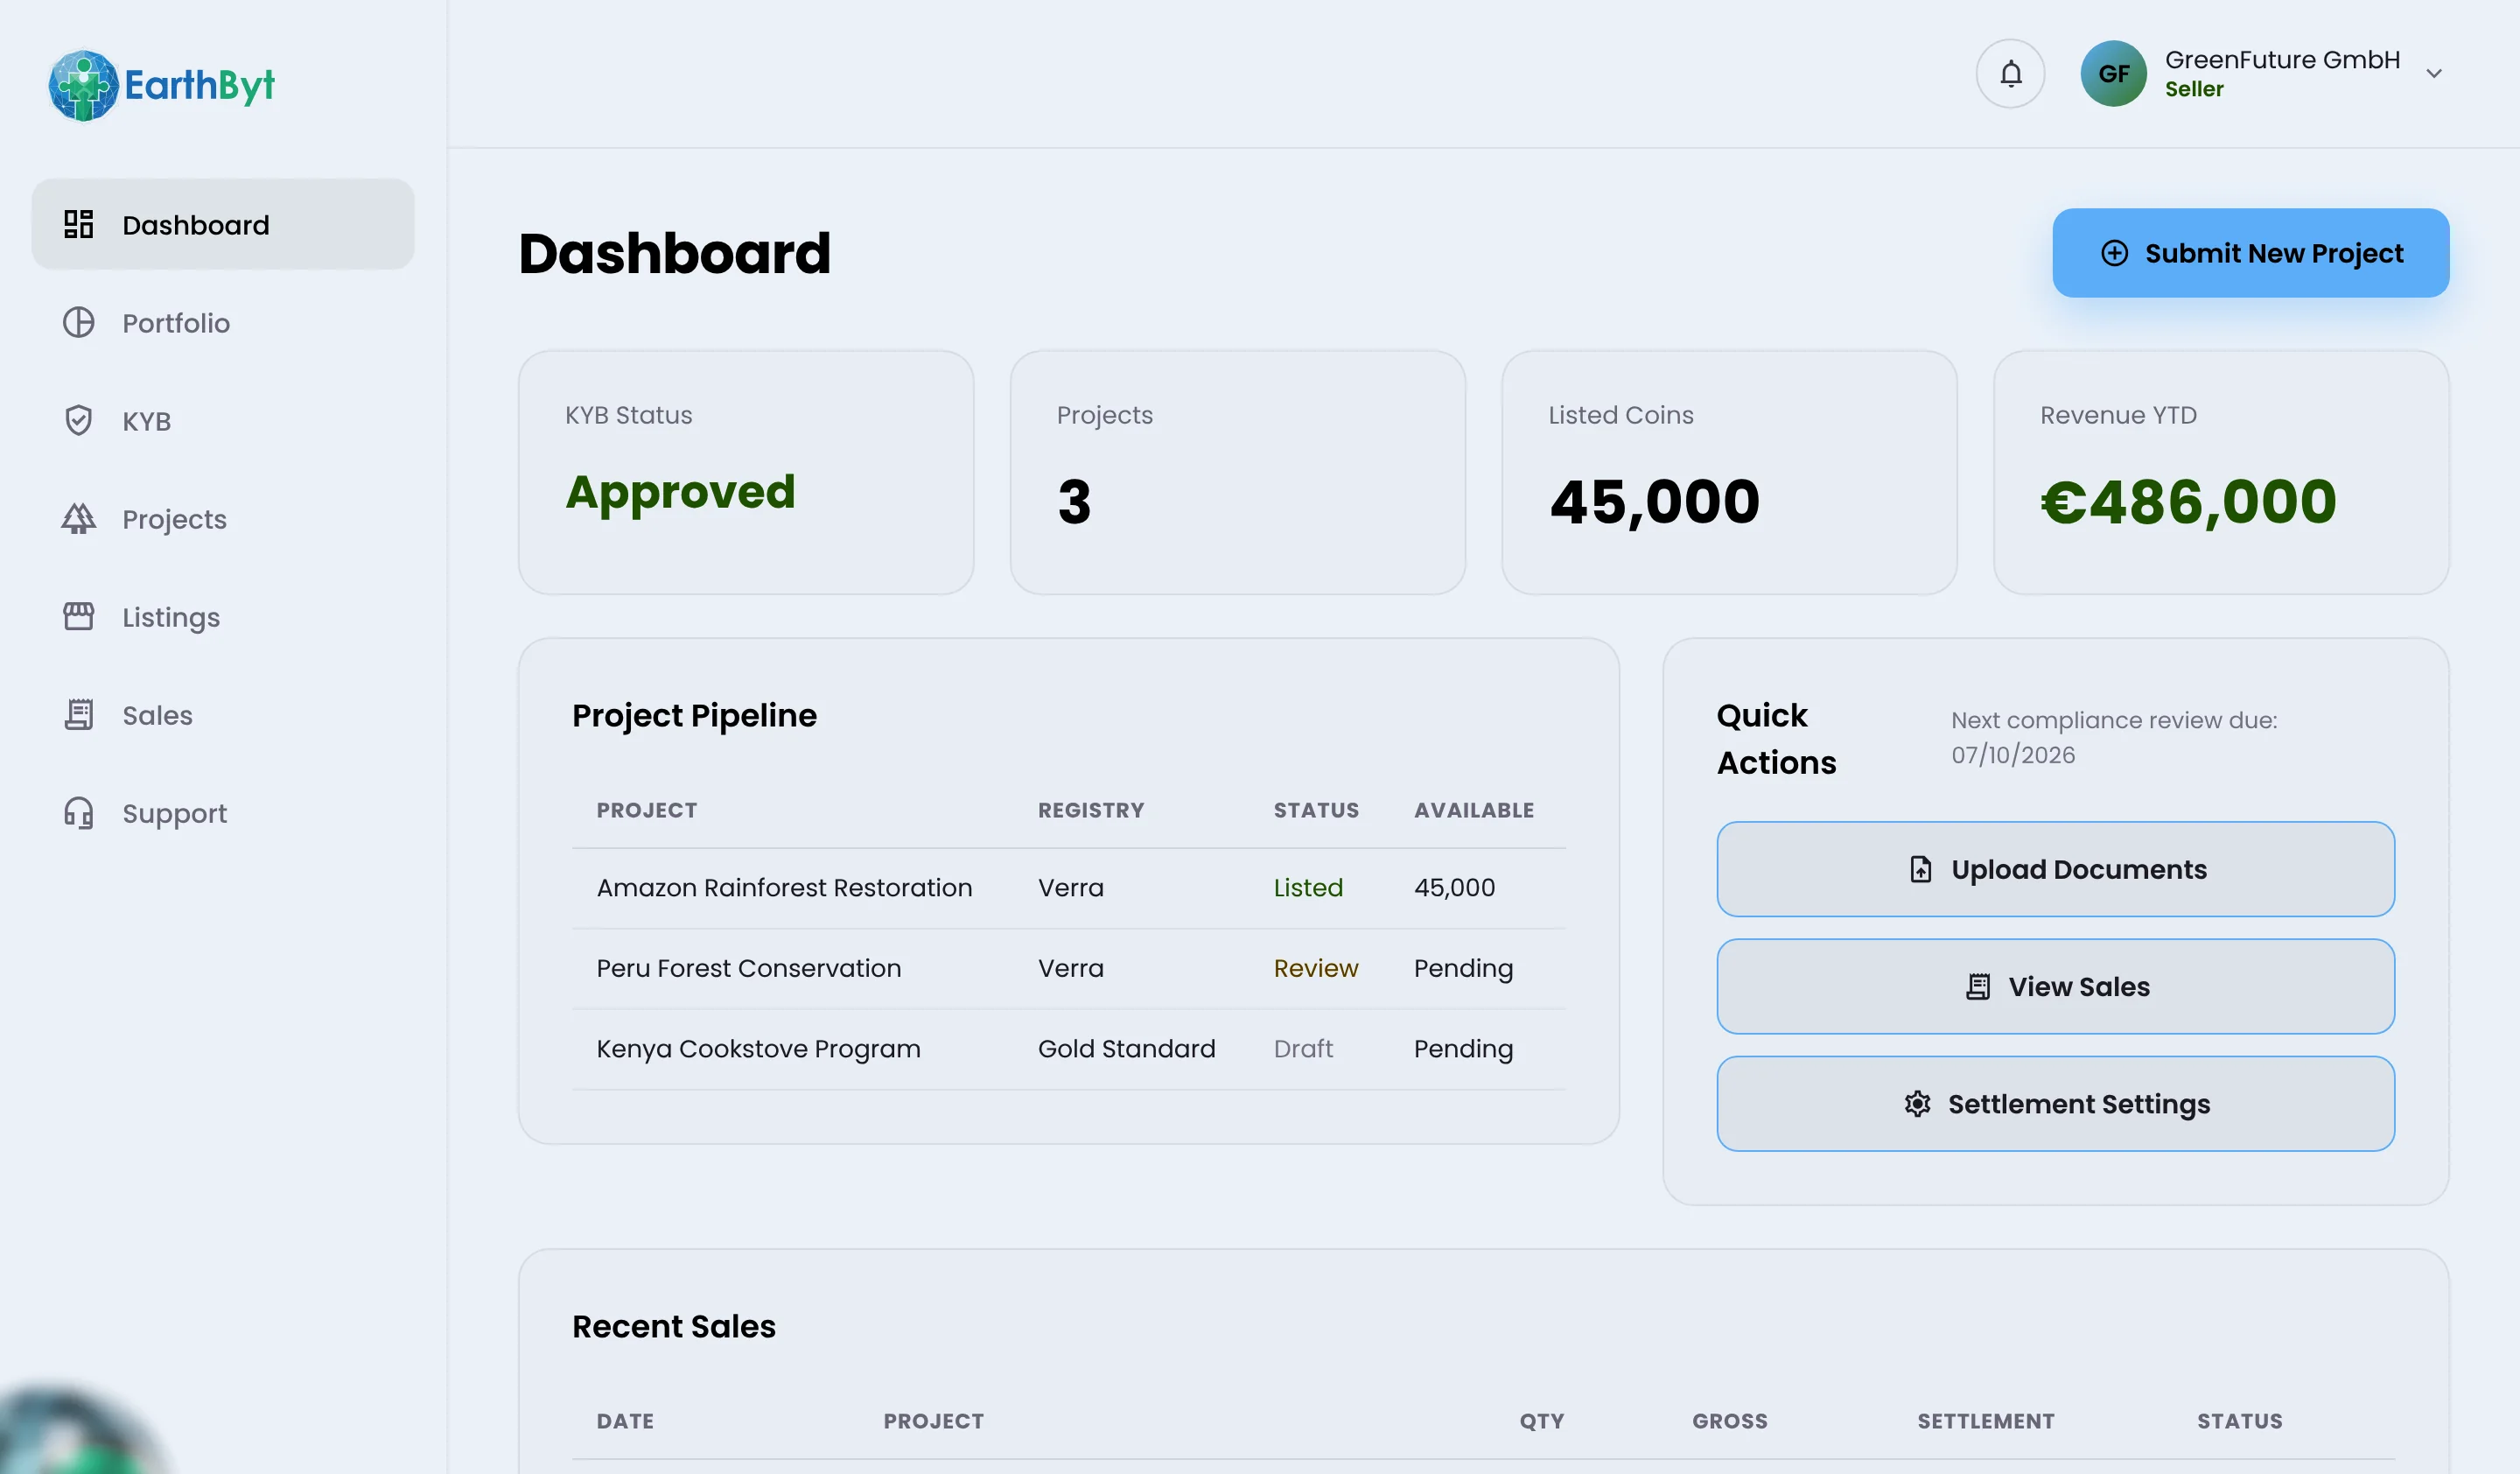 EarthByt
GreenFuture GmbH
GF
Seller
Dashboard
Portfolio
KYB
Projects
Listings
Sales
Support
Dashboard
Submit New Project
KYB Status
Approved
Projects
3
Listed Coins
45,000
Revenue YTD
€486,000
Project Pipeline
PROJECT REGISTRY STATUS AVAILABLE
Amazon Rainforest Restoration Verra Listed 45,000
Peru Forest Conservation Verra Review Pending
Kenya Cookstove Program Gold Standard Draft Pending
Quick
Actions
Next compliance review due:
07/10/2026
Upload Documents
View Sales
Settlement Settings
Recent Sales
DATE PROJECT QTY GROSS SETTLEMENT STATUS